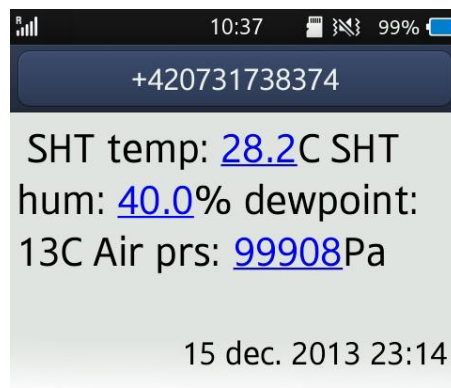 R
10:37 99%
+420731738374
SHT temp: 28.2C SHT
hum: 40.0% dewpoint:
13C Air prs: 99908Pa
15 dec. 2013 23:14